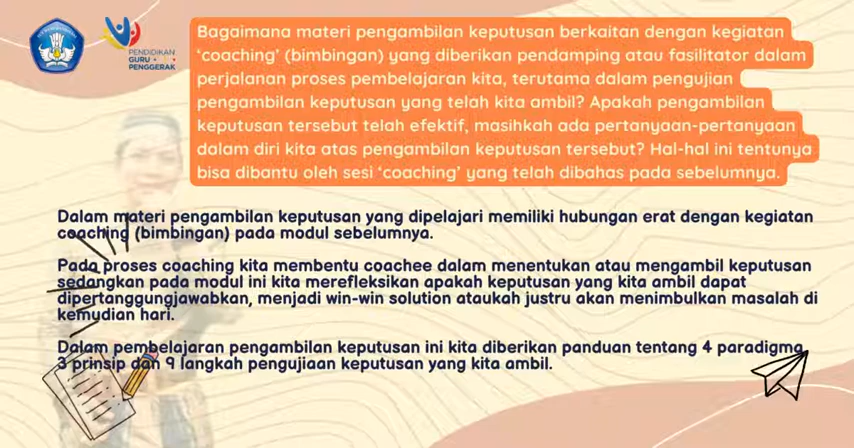 PENDIDIKAN
GURU
PENGGERAK
Bagaimana materi pengambilan keputusan berkaitan dengan kegiatan
‘coaching’ (bimbingan) yang diberikan pendamping atau fasilitator dalam
perjalanan proses pembelajaran kita, terutama dalam pengujian
pengambilan keputusan yang telah kita ambil? Apakah pengambilan
keputusan tersebut telah efektif, masihkah ada pertanyaan-pertanyaan
dalam diri kita atas pengambilan keputusan tersebut? Hal-hal ini tentunya
bisa dibantu oleh sesi ‘coaching’ yang telah dibahas pada sebelumnya.
Dalam materi pengambilan keputusan yang dipelajari memiliki hubungan erat dengan kegiatan
coaching (bimbingan) pada modul sebelumnya.
Pada proses coaching kita membentu coachee dalam menentukan atau mengambil keputusan
sedangkan pada modul ini kita merefleksikan apakah keputusan yang kita ambil dapat
dipertanggungjawabkan, menjadi win-win solution ataukah justru akan menimbulkan masalah di
kemudian hari.
Dalam pembelajaran pengambilan keputusan ini kita diberikan panduan tentang 4 paradigma,
3 prinsip dan 9 langkah pengujiaan keputusan yang kita ambil.